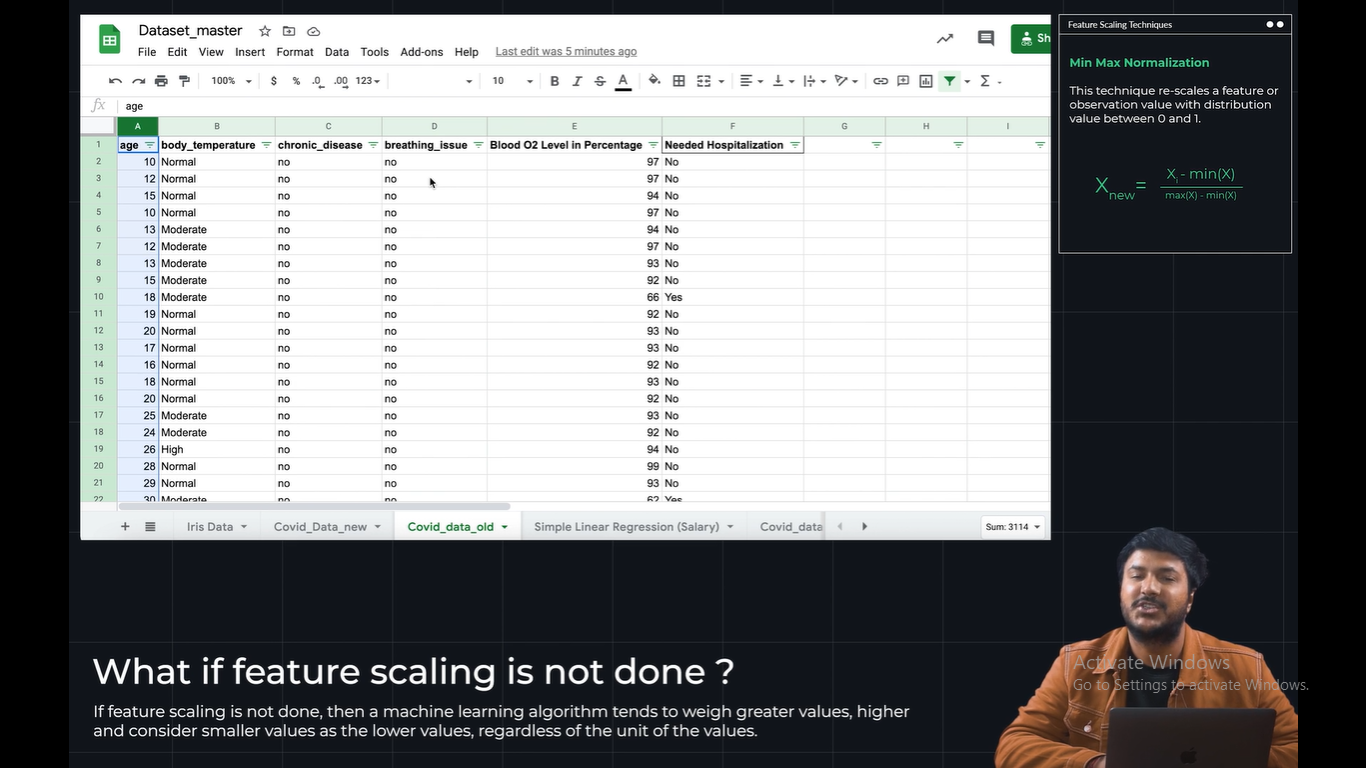 Dataset_master
File Edit View Insert Format Data Tools Add-ons Help Last edit was 5 minutes ago
Sh
100% $ % .0 .00 123 10 B I S A
fx age
A B C D E F G H I
1 age body_temperature chronic_disease breathing_issue Blood O2 Level in Percentage Needed Hospitalization
2 10 Normal no no 97 No
3 12 Normal no no 97 No
4 15 Normal no no 94 No
5 10 Normal no no 97 No
6 13 Moderate no no 94 No
7 12 Moderate no no 97 No
8 13 Moderate no no 93 No
9 15 Moderate no no 92 No
10 18 Moderate no no 66 Yes
11 19 Normal no no 92 No
12 20 Normal no no 93 No
13 17 Normal no no 93 No
14 16 Normal no no 92 No
15 18 Normal no no 93 No
16 20 Normal no no 92 No
17 25 Moderate no no 93 No
18 24 Moderate no no 92 No
19 26 High no no 94 No
20 28 Normal no no 99 No
21 29 Normal no no 93 No
22 30 Moderate no no 62 Yes
Iris Data Covid_Data_new Covid_data_old Simple Linear Regression (Salary) Covid_data Sum: 3114
Feature Scaling Techniques
Min Max Normalization
This technique re-scales a feature or
observation value with distribution
value between 0 and 1.
Xnew = Xi - min(X)
max(X) - min(X)
What if feature scaling is not done ?
If feature scaling is not done, then a machine learning algorithm tends to weigh greater values, higher
and consider smaller values as the lower values, regardless of the unit of the values.
Activate Windows
Go to Settings to activate Windows.